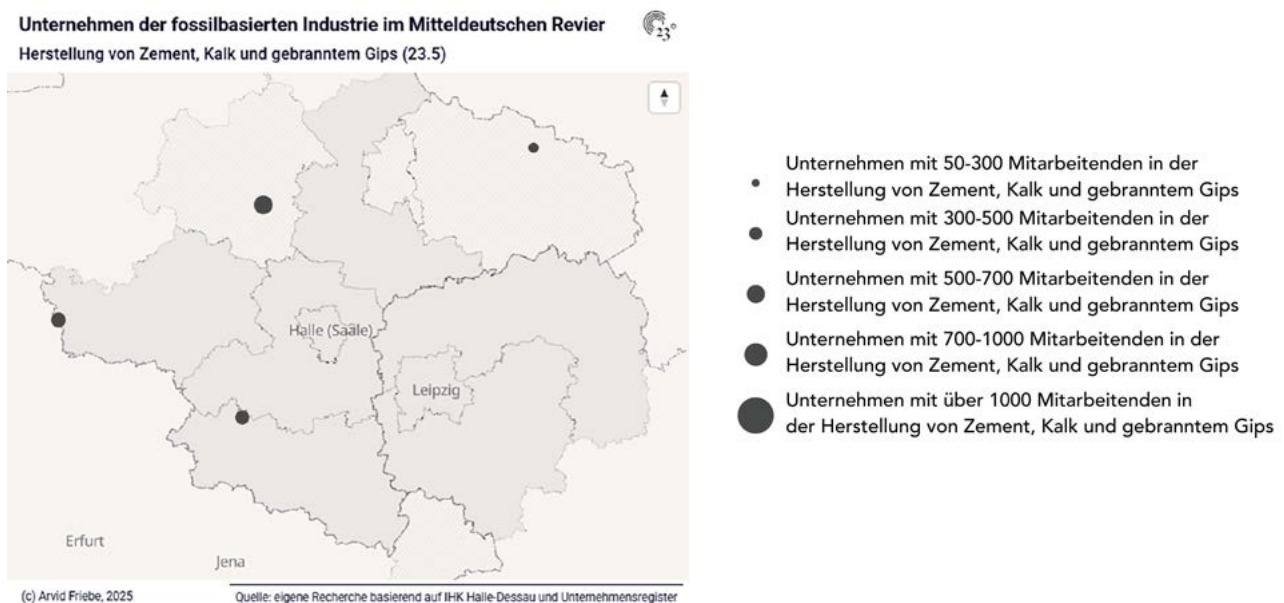 Unternehmen der fossilbasierten Industrie im Mitteldeutschen Revier
23°
Herstellung von Zement, Kalk und gebranntem Gips (23.5)
Halle (Saale)
Leipzig
Erfurt
Jena
(c) Arvid Friebe, 2025
Quelle: eigene Recherche basierend auf IHK Halle-Dessau und Unternehmensregister
Unternehmen mit 50-300 Mitarbeitenden in der
Herstellung von Zement, Kalk und gebranntem Gips
Unternehmen mit 300-500 Mitarbeitenden in der
Herstellung von Zement, Kalk und gebranntem Gips
Unternehmen mit 500-700 Mitarbeitenden in der
Herstellung von Zement, Kalk und gebranntem Gips
Unternehmen mit 700-1000 Mitarbeitenden in der
Herstellung von Zement, Kalk und gebranntem Gips
Unternehmen mit über 1000 Mitarbeitenden in
der Herstellung von Zement, Kalk und gebranntem Gips